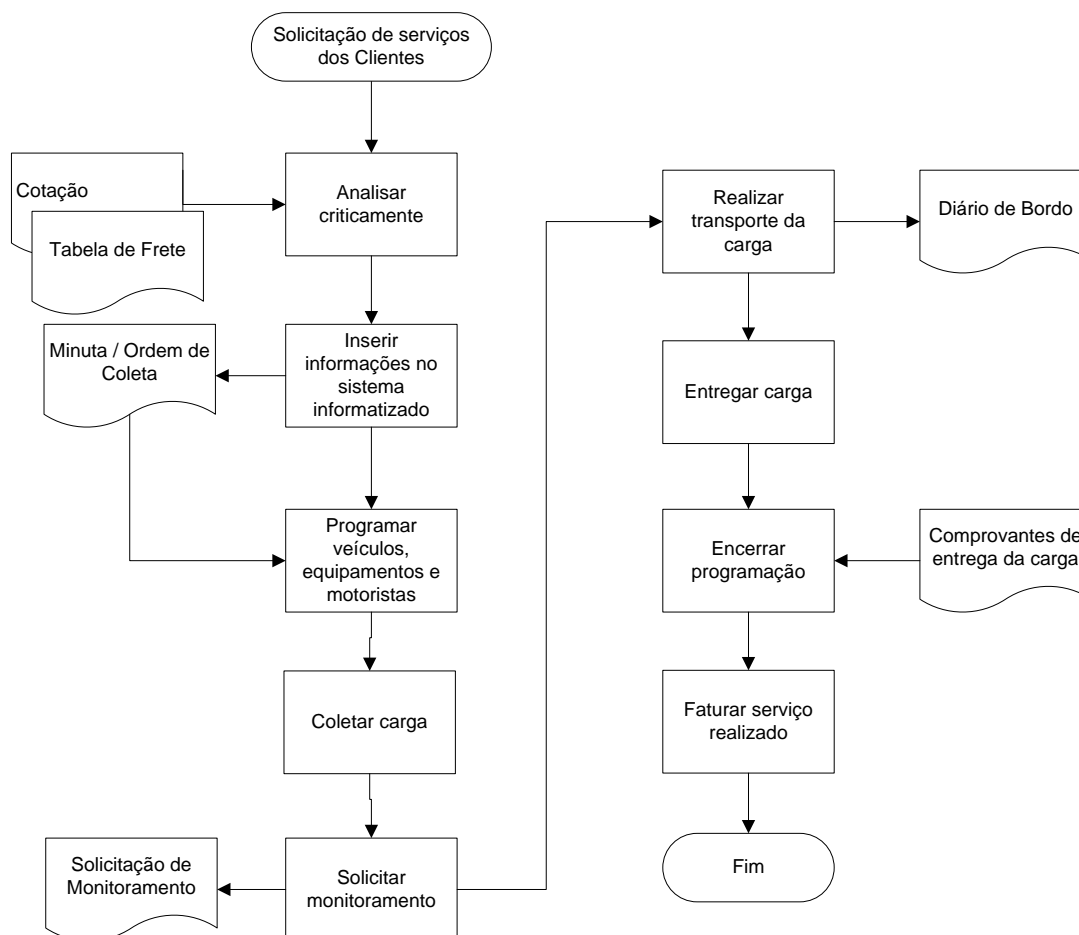 Solicitação de serviços
dos Clientes
Cotação
Tabela de Frete
Analisar
criticamente
Minuta / Ordem de
Coleta
Inserir
informações no
sistema
informatizado
Programar
veículos,
equipamentos e
motoristas
Coletar carga
Solicitação de
Monitoramento
Solicitar
monitoramento
Realizar
transporte da
carga
Diário de Bordo
Entregar carga
Encerrar
programação
Comprovantes de
entrega da carga
Faturar serviço
realizado
Fim